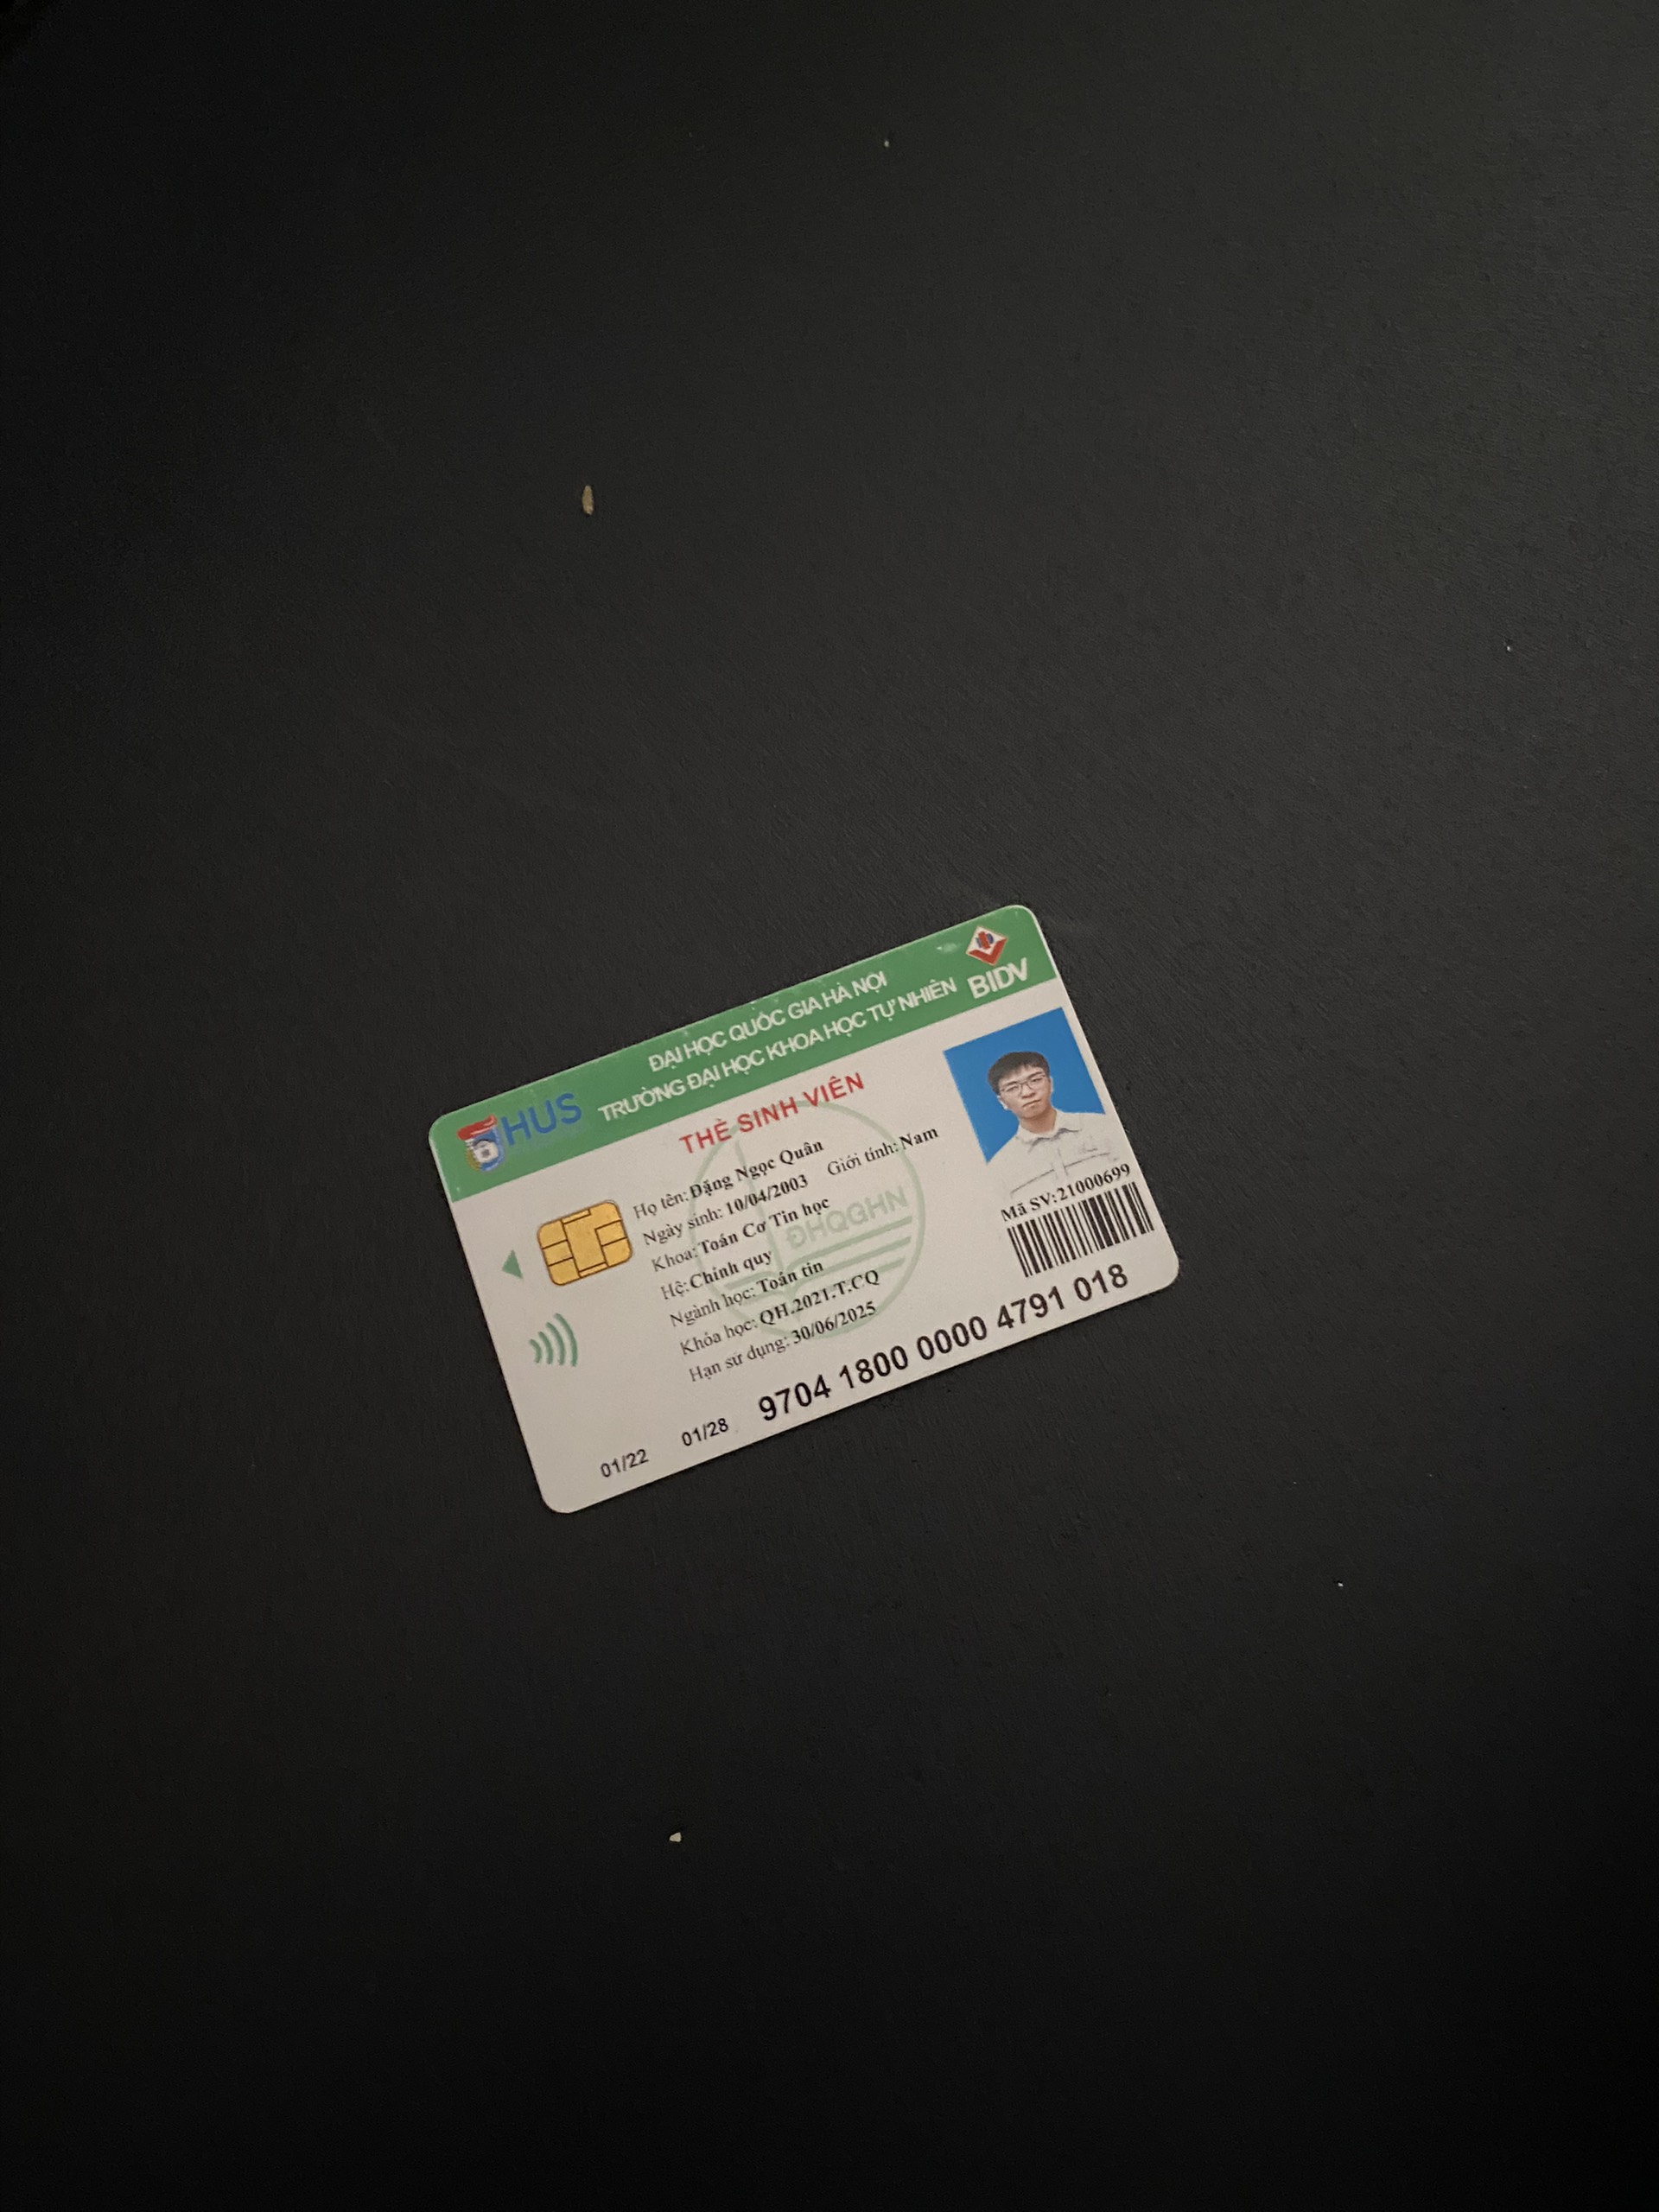 ĐẠI HỌC QUỐC GIA HÀ NỘI
TRƯỜNG ĐẠI HỌC KHOA HỌC TỰ NHIÊN
HUS
BIDV
THẺ SINH VIÊN
Họ tên: Đặng Ngọc Quân
Ngày sinh: 10/04/2003 Giới tính: Nam
Khoa: Toán Cơ Tin học
Hệ: Chính quy
Ngành học: Toán tin
Khóa học: QH.2021.T.CQ
Hạn sử dụng: 30/06/2025
ĐHQGHN
Mã SV: 21000699
9704 1800 0000 4791 018
01/22 01/28